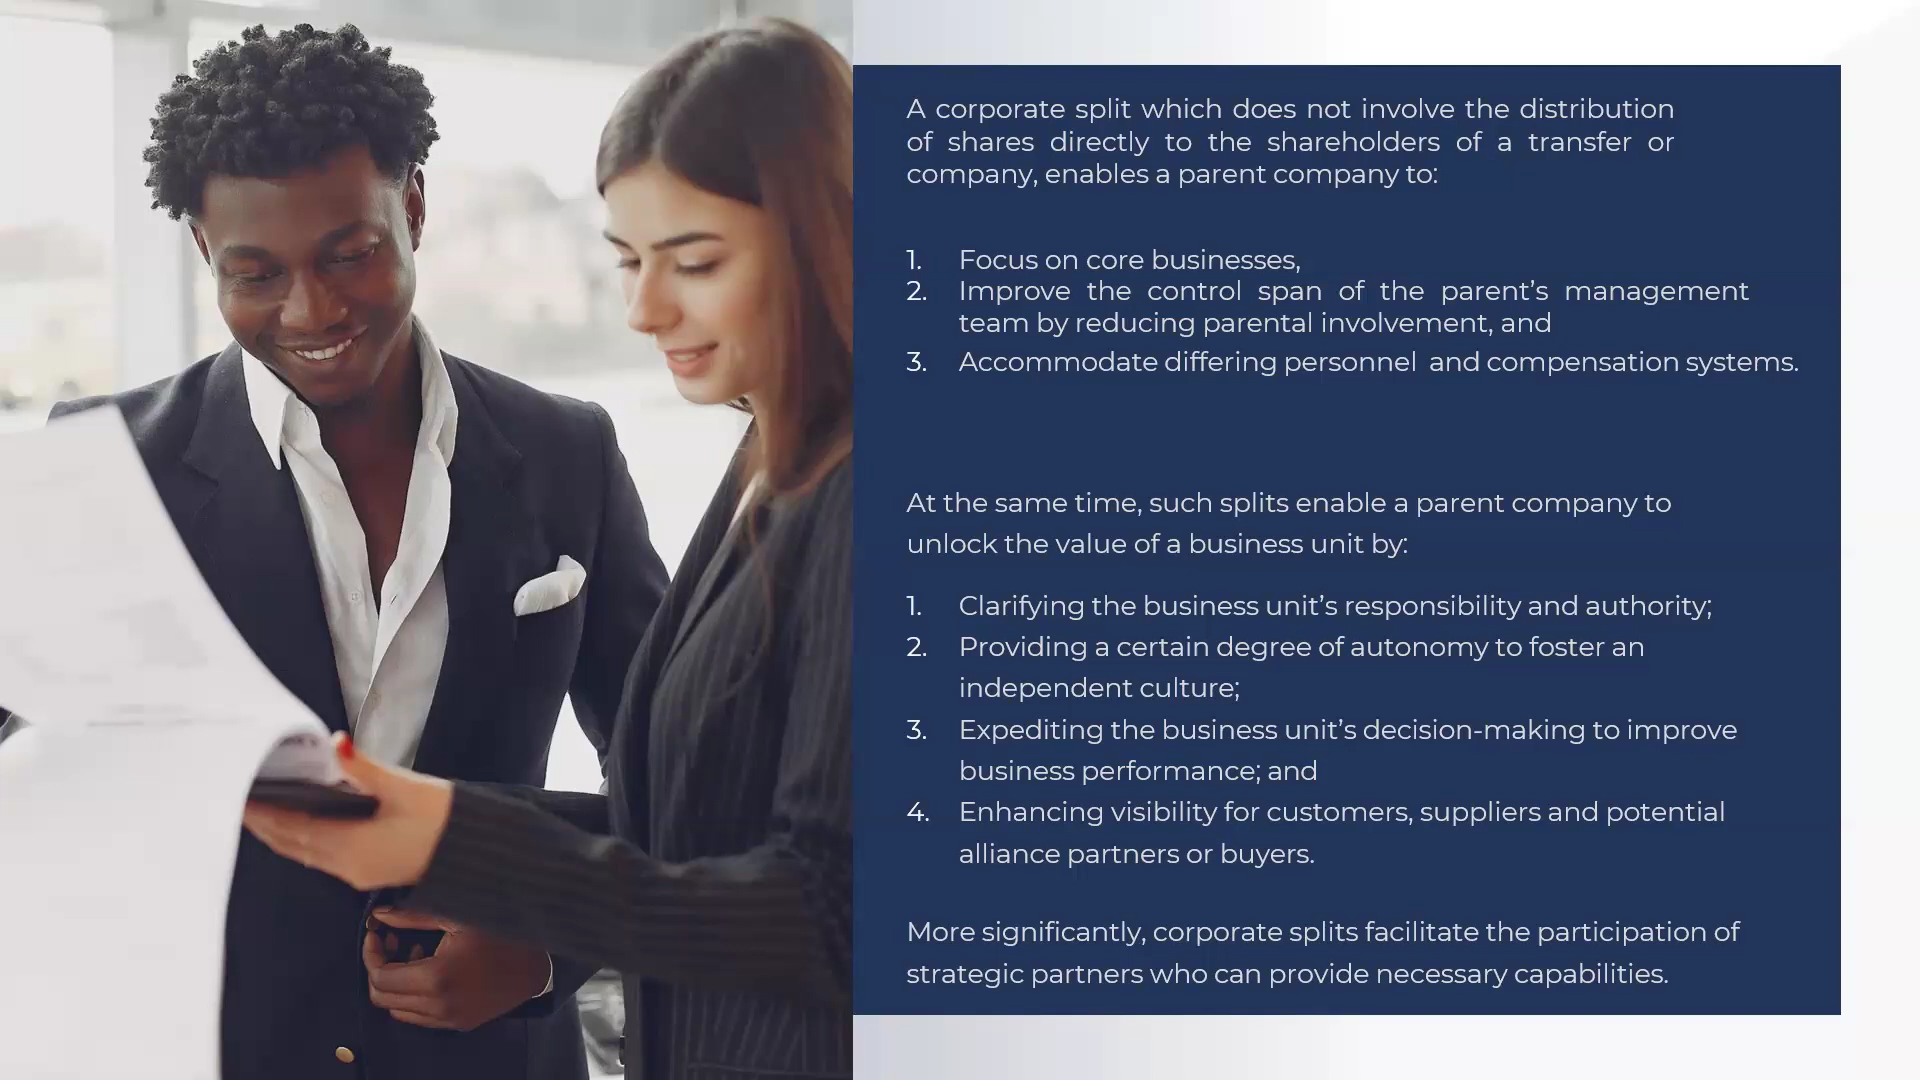 A corporate split which does not involve the distribution
of shares directly to the shareholders of a transfer or
company, enables a parent company to:
1. Focus on core businesses,
2. Improve the control span of the parent’s management
team by reducing parental involvement, and
3. Accommodate differing personnel and compensation systems.
At the same time, such splits enable a parent company to
unlock the value of a business unit by:
1. Clarifying the business unit’s responsibility and authority;
2. Providing a certain degree of autonomy to foster an
independent culture;
3. Expediting the business unit’s decision-making to improve
business performance; and
4. Enhancing visibility for customers, suppliers and potential
alliance partners or buyers.
More significantly, corporate splits facilitate the participation of
strategic partners who can provide necessary capabilities.